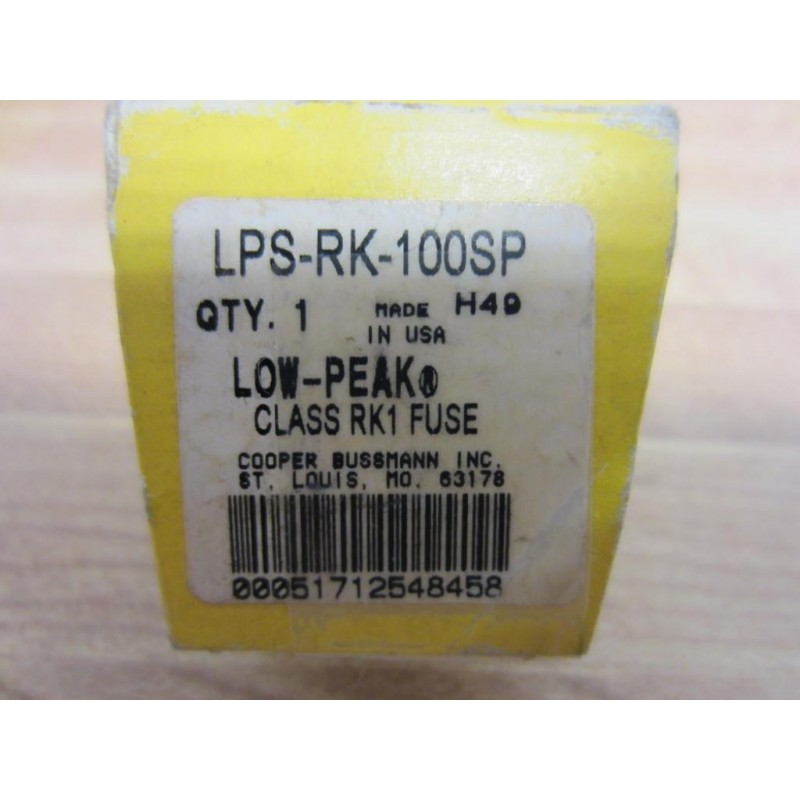 LPS-RK-100SP
QTY. 1 MADE IN USA H49
LOW-PEAK®
CLASS RK1 FUSE
COOPER BUSSMANN INC.
ST. LOUIS, MO. 63178
00051712548458